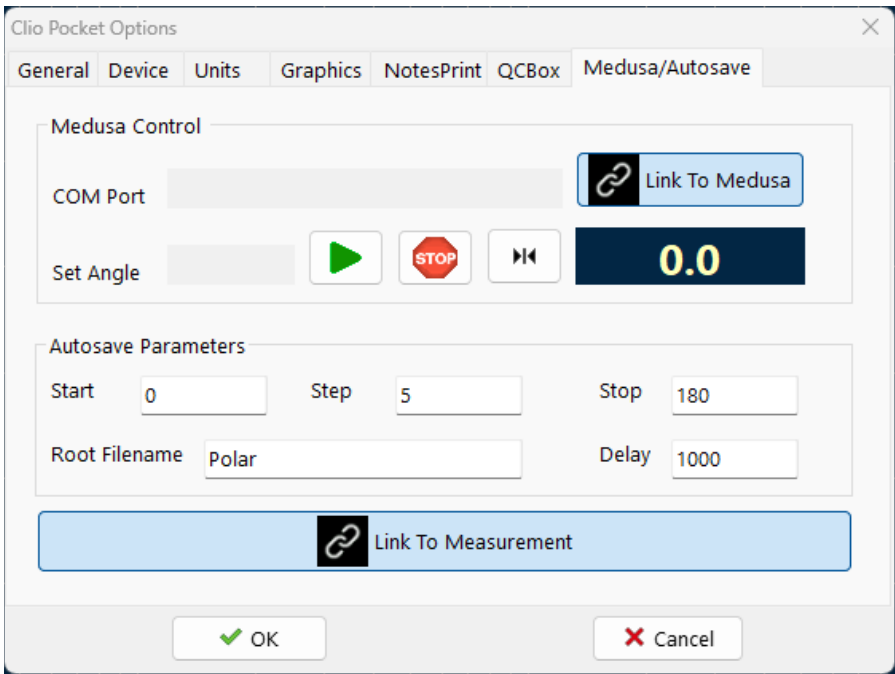 Clio Pocket Options
General Device Units Graphics NotesPrint QCBox Medusa/Autosave
Medusa Control
COM Port Link To Medusa
Set Angle STOP 0.0
Autosave Parameters
Start 0 Step 5 Stop 180
Root Filename Polar Delay 1000
Link To Measurement
OK Cancel